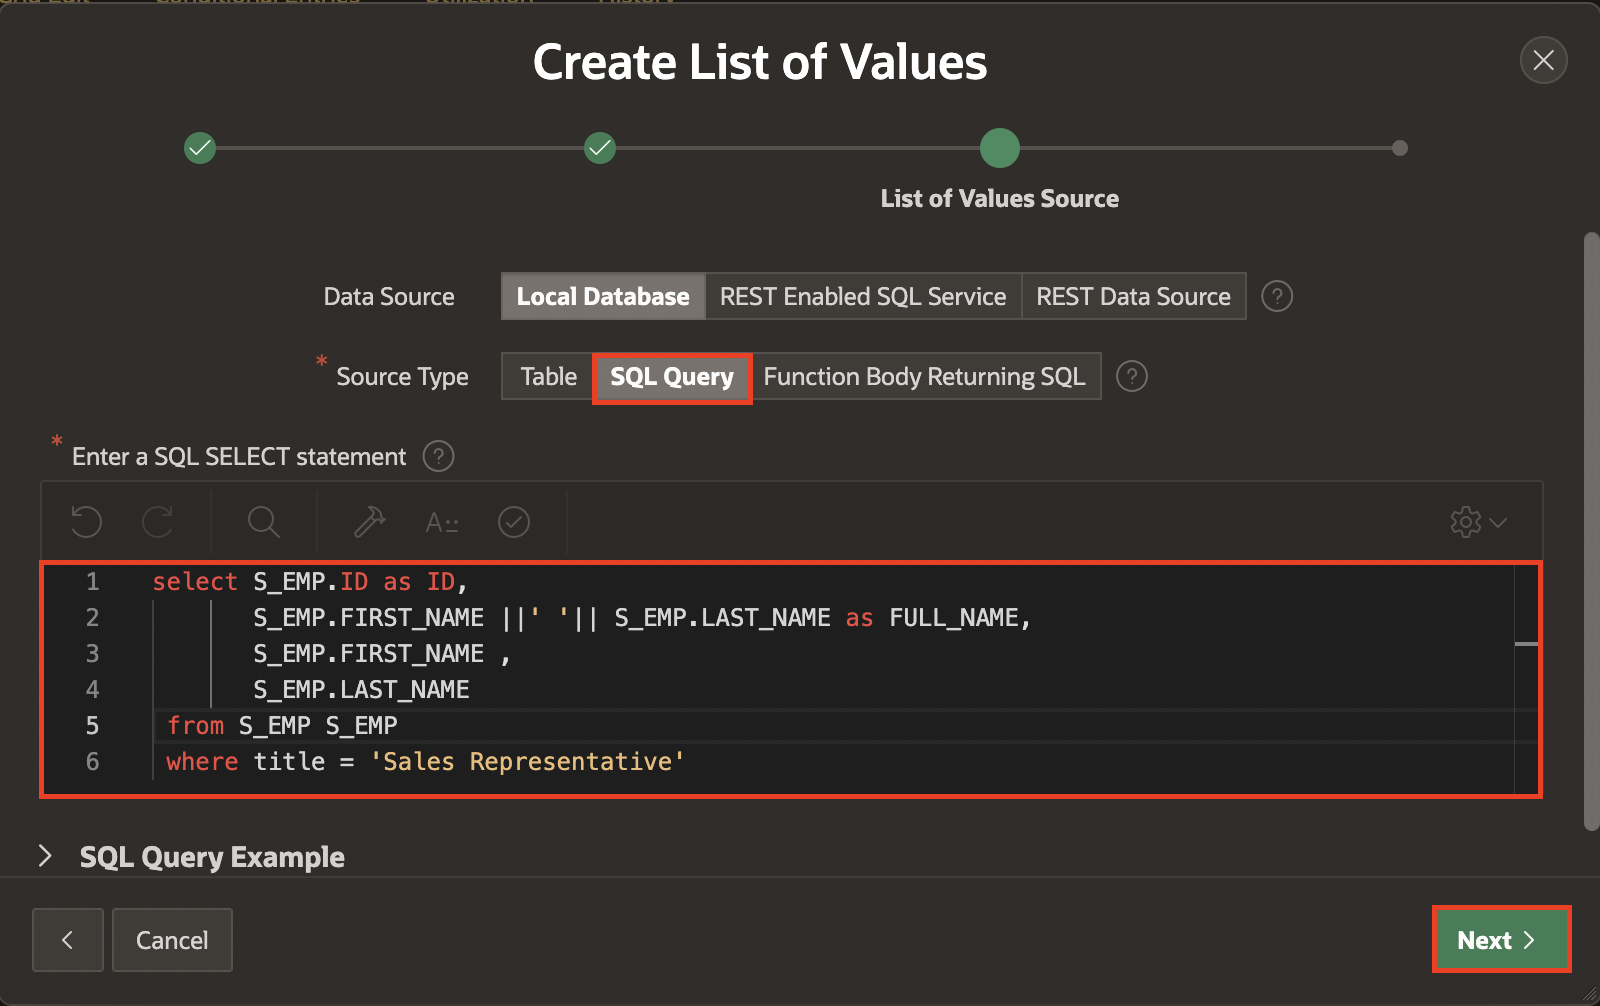 Create List of Values
List of Values Source
Data Source Local Database REST Enabled SQL Service REST Data Source ?
* Source Type Table SQL Query Function Body Returning SQL ?
* Enter a SQL SELECT statement ?
A
1 select S_EMP.ID as ID,
2 S_EMP.FIRST_NAME ||' '|| S_EMP.LAST_NAME as FULL_NAME,
3 S_EMP.FIRST_NAME ,
4 S_EMP.LAST_NAME
5 from S_EMP S_EMP
6 where title = 'Sales Representative'
SQL Query Example
Cancel Next